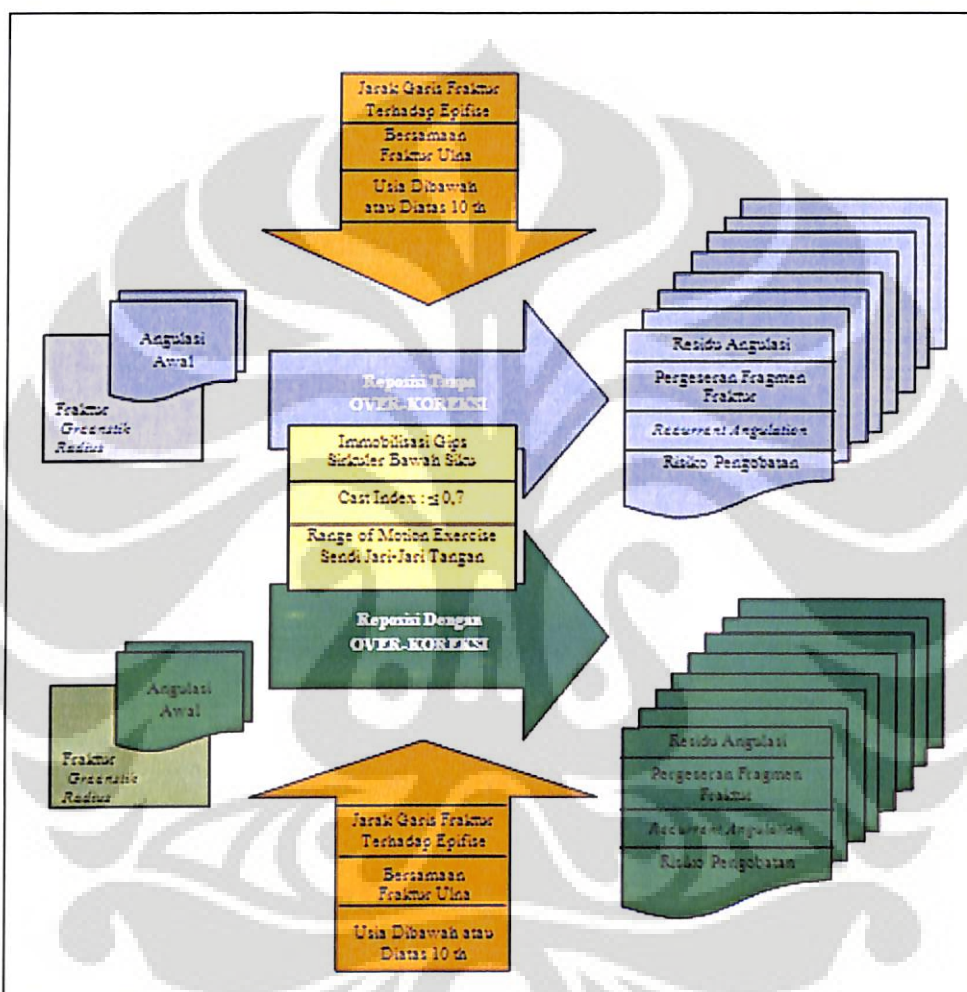 Jarak Garis Fraktur
Terhadap Epifise
Bersamaan
Fraktur Ulna
Usia Dibawah
atau Diatas 10 th
Angulasi
Awal
Fraktur
Greenstik
Radius
Reposisi Tanpa
OVER-KOREKSI
Residu Angulasi
Pergeseran Fragmen
Fraktur
Recurrent Angulation
Risiko Pengobatan
Immobilisasi Gips
Sirkuler Bawah Siku
Cast Index : ≤ 0,7
Range of Motion Exercise
Sendi Jari-Jari Tangan
Reposisi Dengan
OVER-KOREKSI
Angulasi
Awal
Fraktur
Greenstik
Radius
Residu Angulasi
Pergeseran Fragmen
Fraktur
Recurrent Angulation
Risiko Pengobatan
Jarak Garis Fraktur
Terhadap Epifise
Bersamaan
Fraktur Ulna
Usia Dibawah atau
Diatas 10 th